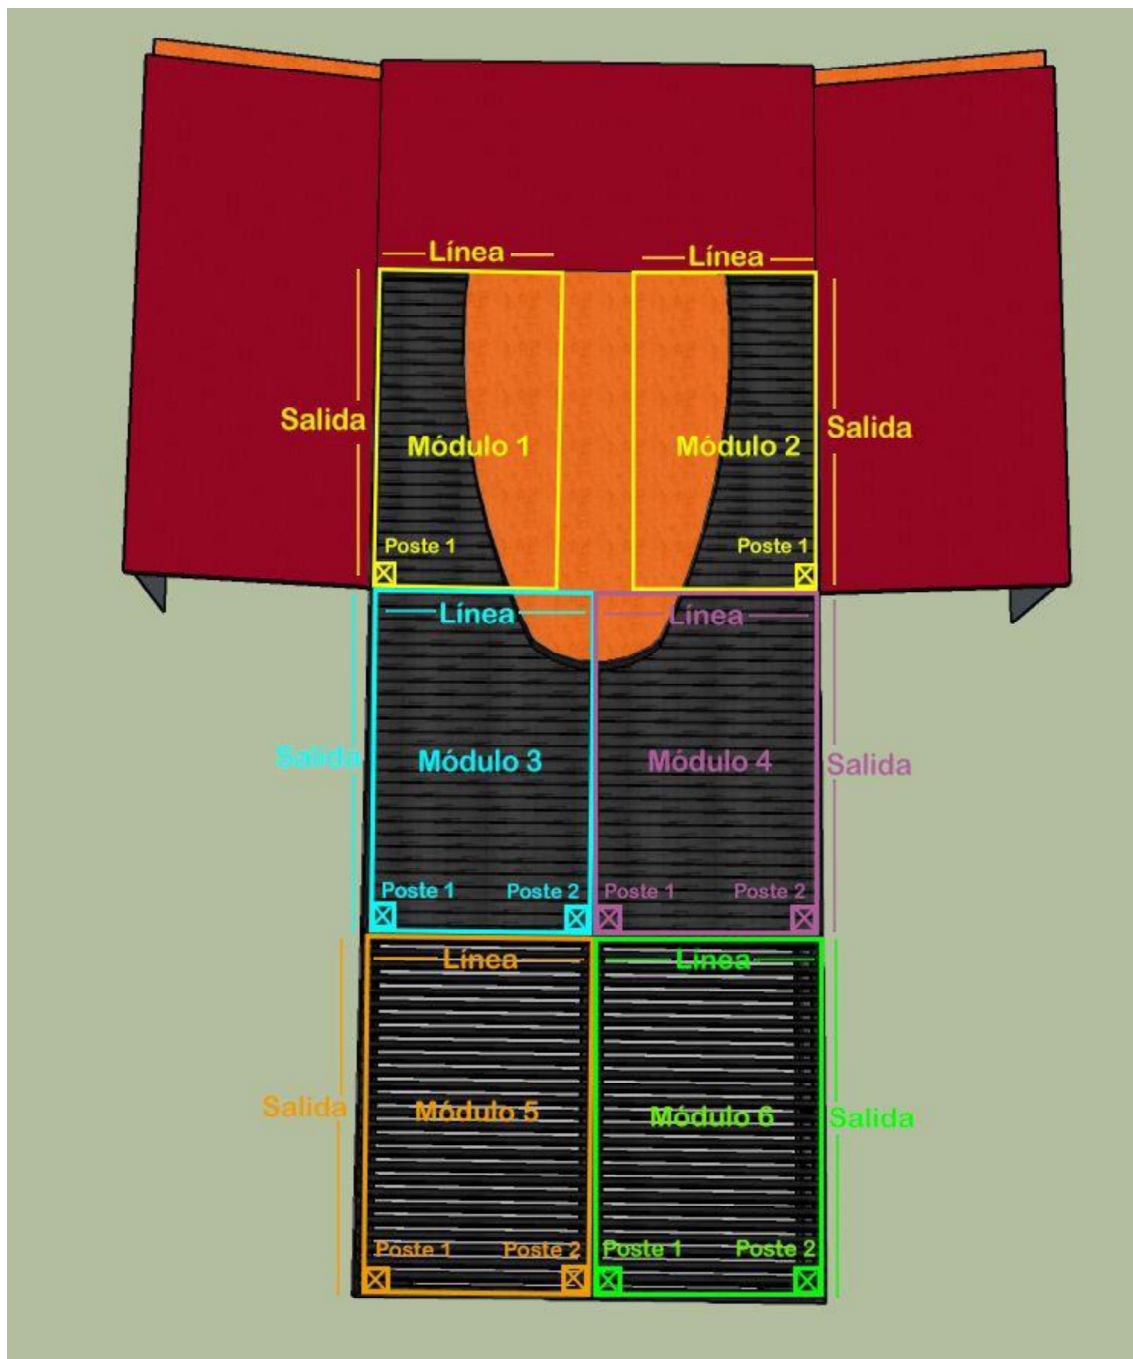 Línea
Línea
Salida
Módulo 1
Módulo 2
Salida
Poste 1
Poste 1
Línea
Línea
Salida
Módulo 3
Módulo 4
Salida
Poste 1
Poste 2
Poste 1
Poste 2
Línea
Línea
Salida
Módulo 5
Módulo 6
Salida
Poste 1
Poste 2
Poste 1
Poste 2